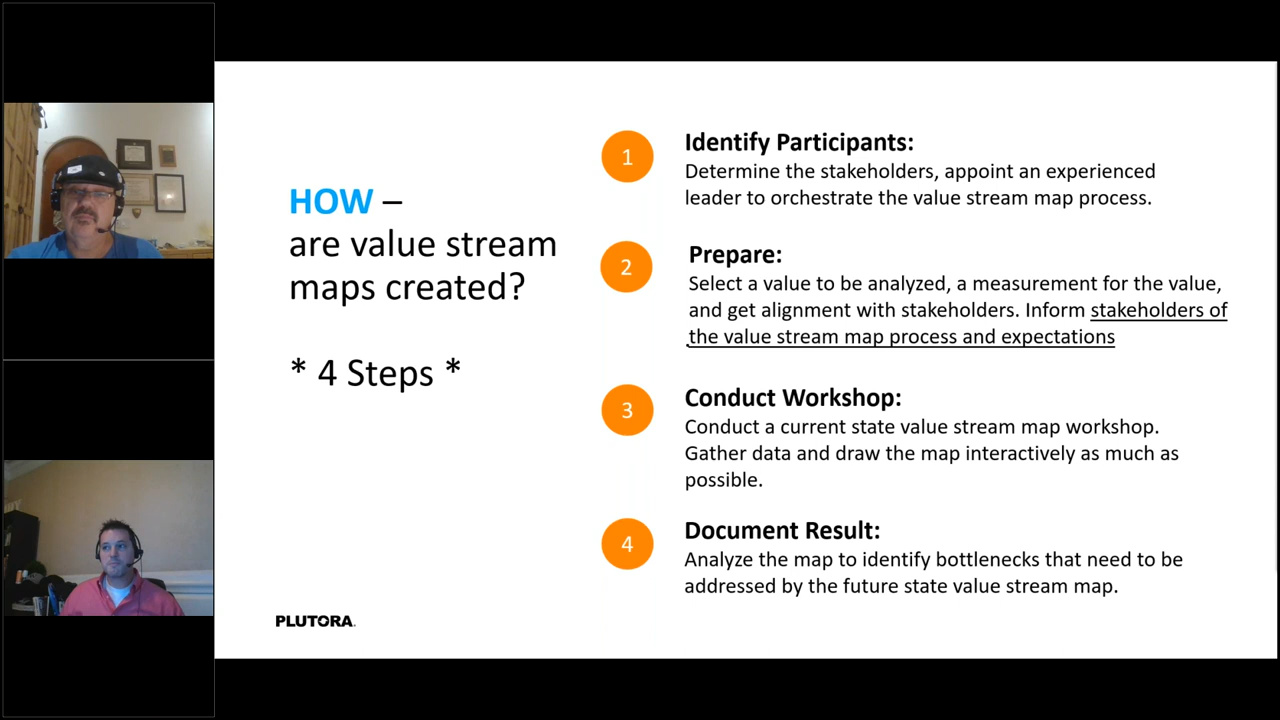 HOW –
are value stream
maps created?
* 4 Steps *
1
Identify Participants:
Determine the stakeholders, appoint an experienced
leader to orchestrate the value stream map process.
2
Prepare:
Select a value to be analyzed, a measurement for the value,
and get alignment with stakeholders. Inform stakeholders of
the value stream map process and expectations
3
Conduct Workshop:
Conduct a current state value stream map workshop.
Gather data and draw the map interactively as much as
possible.
4
Document Result:
Analyze the map to identify bottlenecks that need to be
addressed by the future state value stream map.
PLUTORA